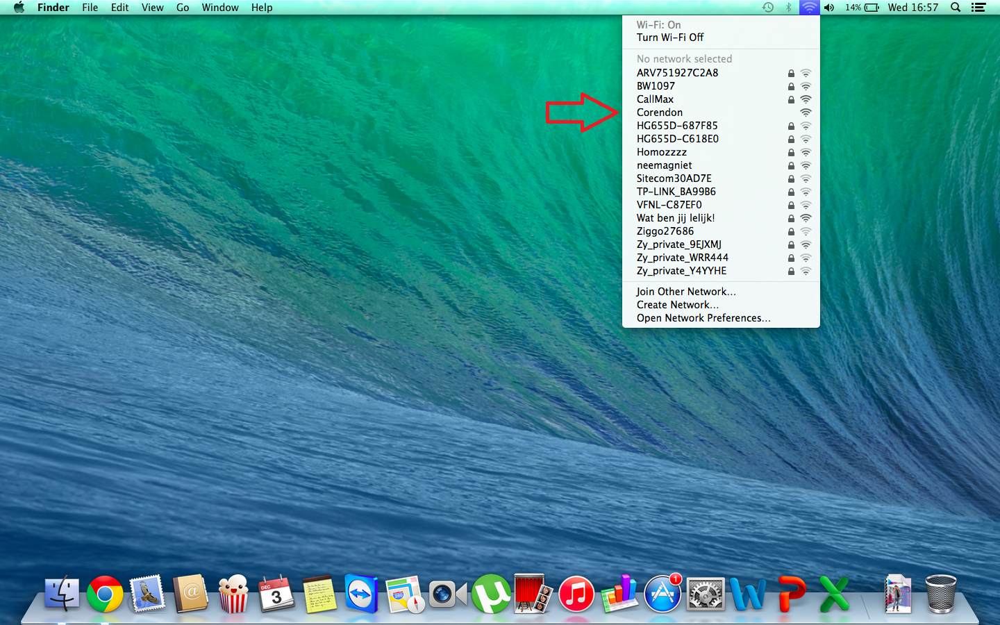 Finder File Edit View Go Window Help 14% Wed 16:57
Wi-Fi: On
Turn Wi-Fi Off
No network selected
ARV751927C2A8
BW1097
CallMax
Corendon
HG655D-687F85
HG655D-C618E0
Homozzzz
neemagniet
Sitecom30AD7E
TP-LINK_BA99B6
VFNL-C87EF0
Wat ben jij lelijk!
Ziggo27686
Zy_private_9EJXMJ
Zy_private_WRR444
Zy_private_Y4YYHE
Join Other Network...
Create Network...
Open Network Preferences...
DEC
3
280
1